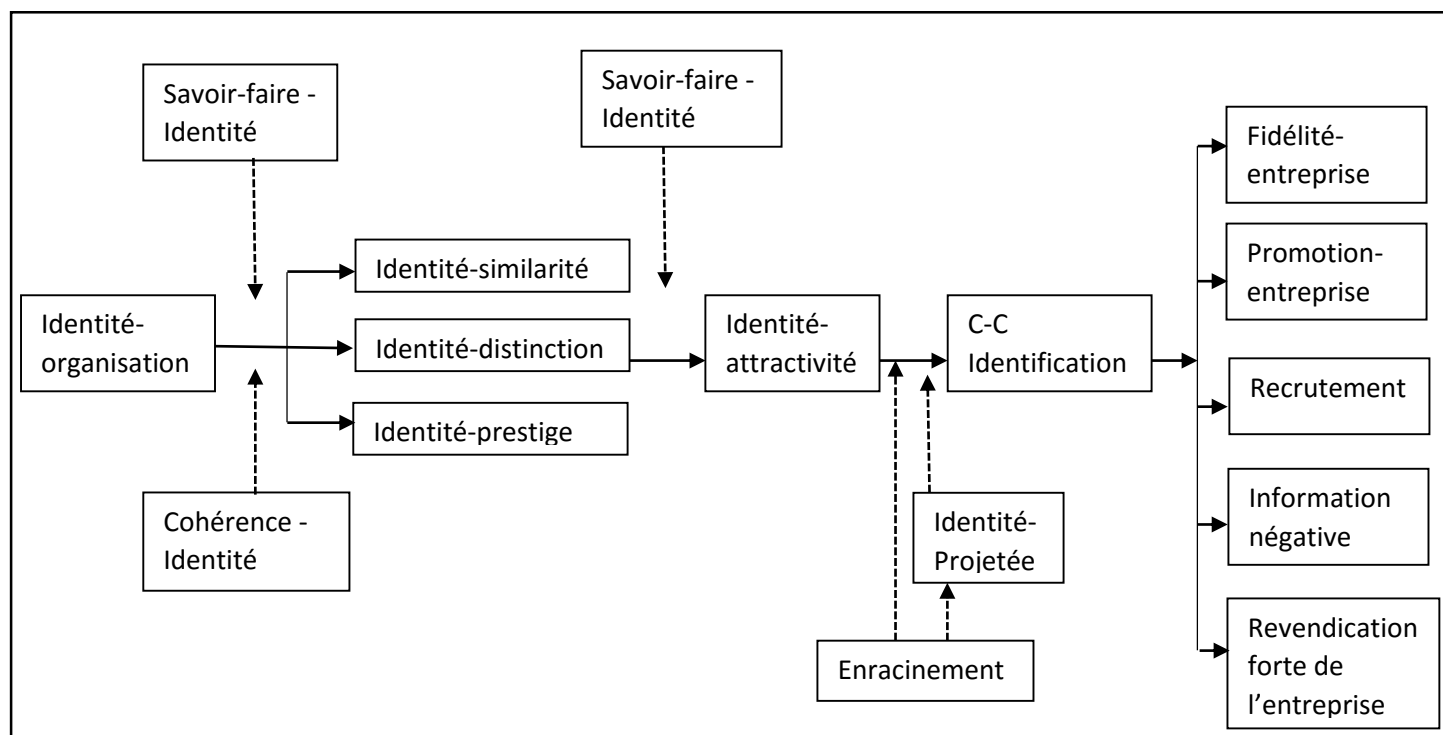 Savoir-faire -
Identité
Savoir-faire -
Identité
Fidélité-
entreprise
Identité-similarité
Promotion-
entreprise
Identité-
organisation
Identité-distinction
Identité-
attractivité
C-C
Identification
Identité-prestige
Recrutement
Cohérence -
Identité
Identité-
Projetée
Information
négative
Enracinement
Revendication
forte de
l’entreprise